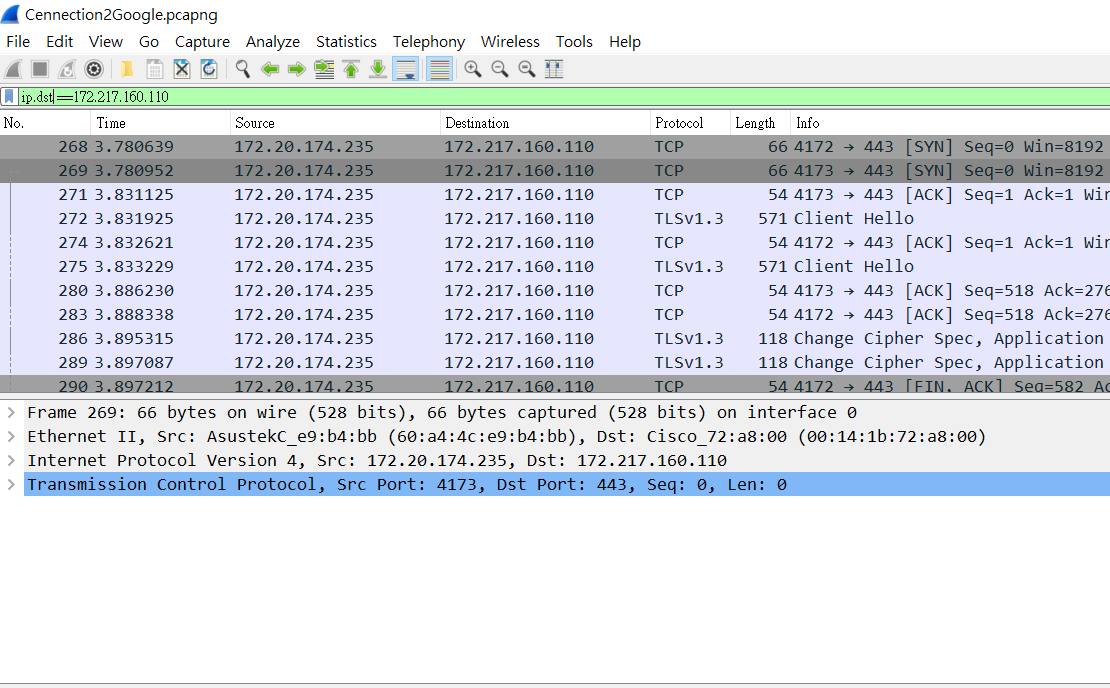 Cennection2Google.pcapng
File Edit View Go Capture Analyze Statistics Telephony Wireless Tools Help
ip.dst==172.217.160.110
No. Time Source Destination Protocol Length Info
268 3.780639 172.20.174.235 172.217.160.110 TCP 66 4172 → 443 [SYN] Seq=0 Win=8192
269 3.780952 172.20.174.235 172.217.160.110 TCP 66 4173 → 443 [SYN] Seq=0 Win=8192
271 3.831125 172.20.174.235 172.217.160.110 TCP 54 4173 → 443 [ACK] Seq=1 Ack=1 Win
272 3.831925 172.20.174.235 172.217.160.110 TLSv1.3 571 Client Hello
274 3.832621 172.20.174.235 172.217.160.110 TCP 54 4172 → 443 [ACK] Seq=1 Ack=1 Win
275 3.833229 172.20.174.235 172.217.160.110 TLSv1.3 571 Client Hello
280 3.886230 172.20.174.235 172.217.160.110 TCP 54 4173 → 443 [ACK] Seq=518 Ack=276
283 3.888338 172.20.174.235 172.217.160.110 TCP 54 4172 → 443 [ACK] Seq=518 Ack=276
286 3.895315 172.20.174.235 172.217.160.110 TLSv1.3 118 Change Cipher Spec, Application
289 3.897087 172.20.174.235 172.217.160.110 TLSv1.3 118 Change Cipher Spec, Application
290 3.897212 172.20.174.235 172.217.160.110 TCP 54 4172 → 443 [FIN, ACK] Seq=582 Ac
Frame 269: 66 bytes on wire (528 bits), 66 bytes captured (528 bits) on interface 0
Ethernet II, Src: AsustekC_e9:b4:bb (60:a4:4c:e9:b4:bb), Dst: Cisco_72:a8:00 (00:14:1b:72:a8:00)
Internet Protocol Version 4, Src: 172.20.174.235, Dst: 172.217.160.110
Transmission Control Protocol, Src Port: 4173, Dst Port: 443, Seq: 0, Len: 0